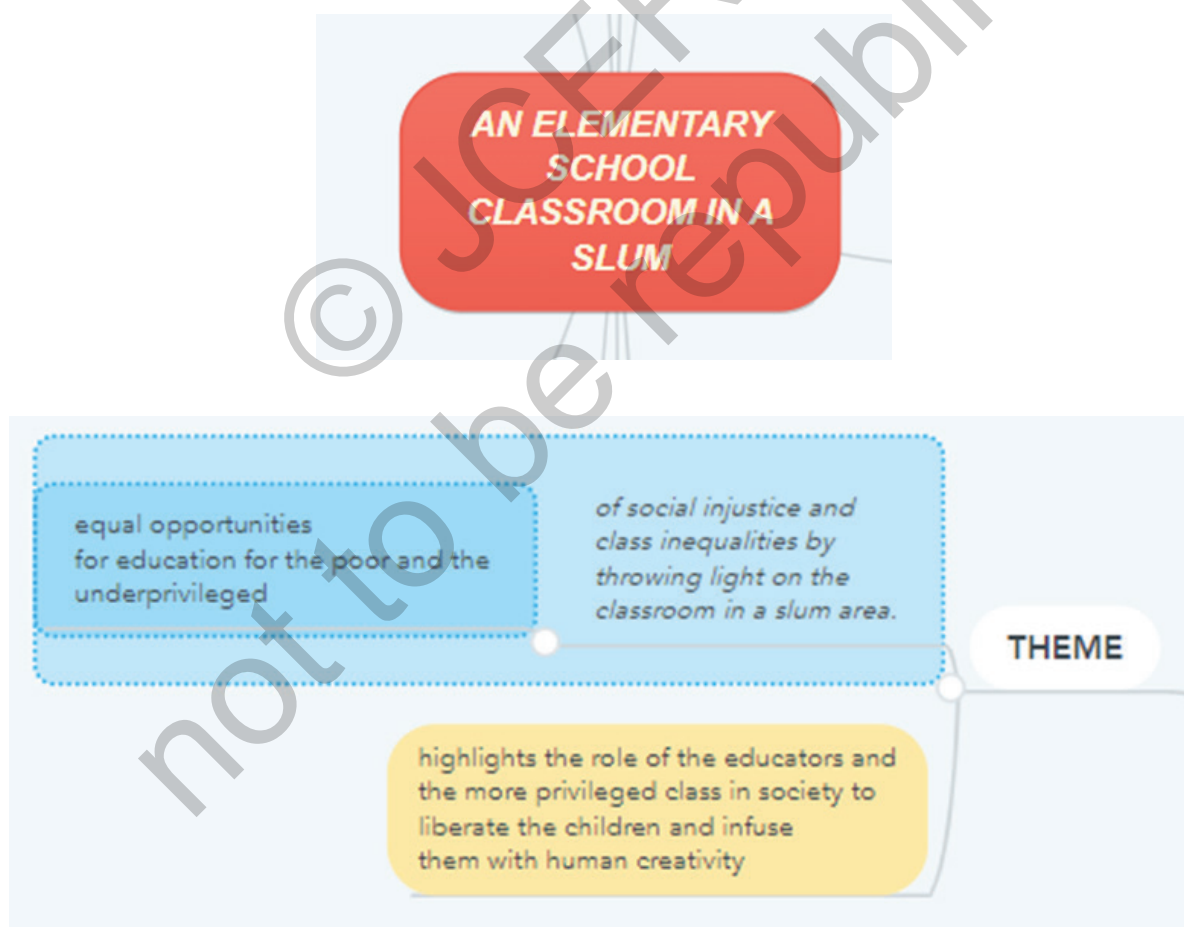 AN ELEMENTARY
SCHOOL
CLASSROOM IN A
SLUM
equal opportunities
for education for the poor and the
underprivileged
of social injustice and
class inequalities by
throwing light on the
classroom in a slum area.
THEME
highlights the role of the educators and
the more privileged class in society to
liberate the children and infuse
them with human creativity
© JCER
not to be republi